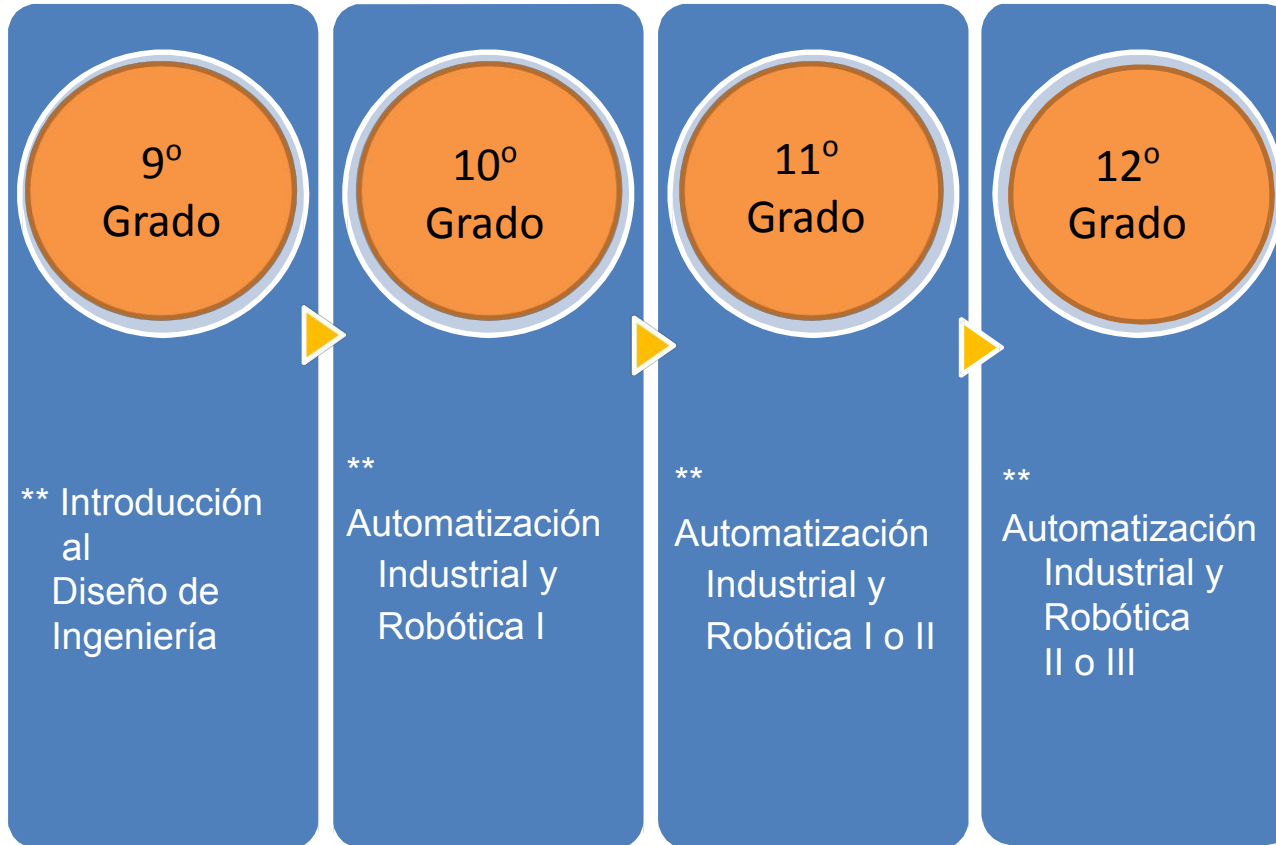 9º
Grado
** Introducción
al
Diseño de
Ingeniería
10º
Grado
**
Automatización
Industrial y
Robótica I
11º
Grado
**
Automatización
Industrial y
Robótica I o II
12º
Grado
**
Automatización
Industrial y
Robótica
II o III